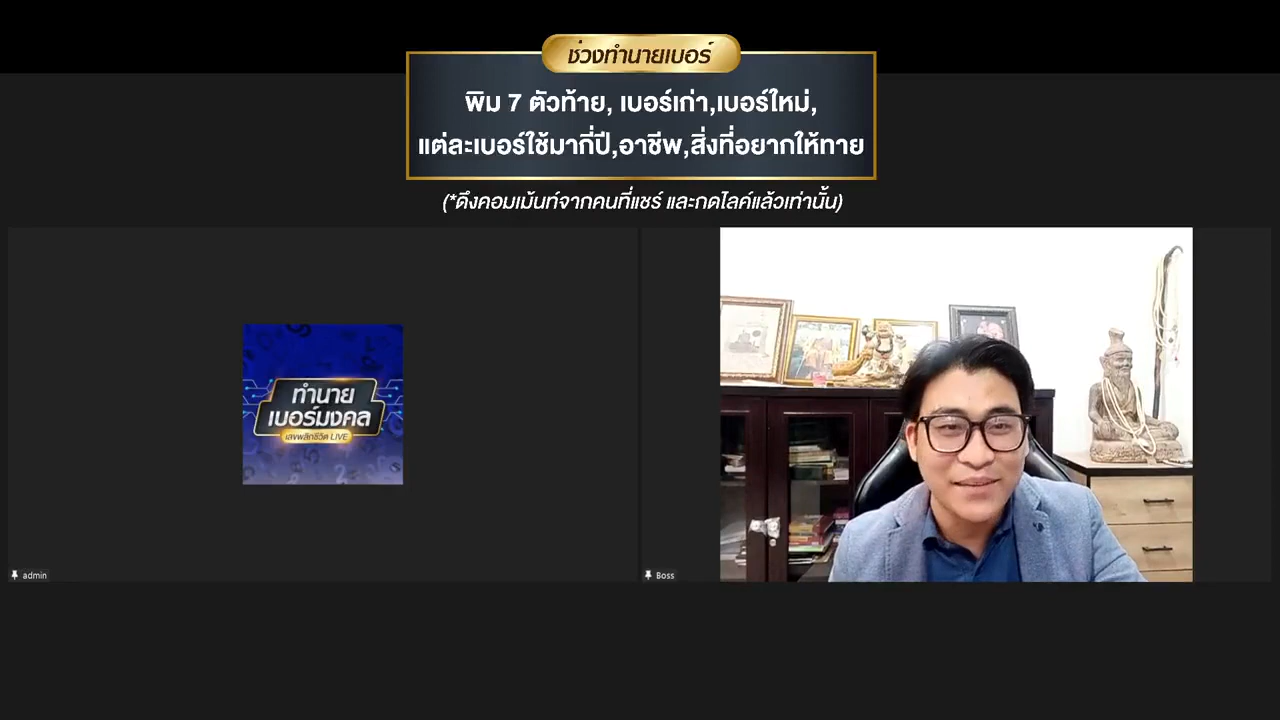 ช่วงทำนายเบอร์
พิม 7 ตัวท้าย, เบอร์เก่า,เบอร์ใหม่,
แต่ละเบอร์ใช้มากี่ปี,อาชีพ,สิ่งที่อยากให้ทาย
(*ดึงคอมเม้นท์จากคนที่แชร์ และกดไลค์แล้วเท่านั้น)
ทำนาย
เบอร์มงคล
เลขพลิกชีวิต LIVE
admin
Boss